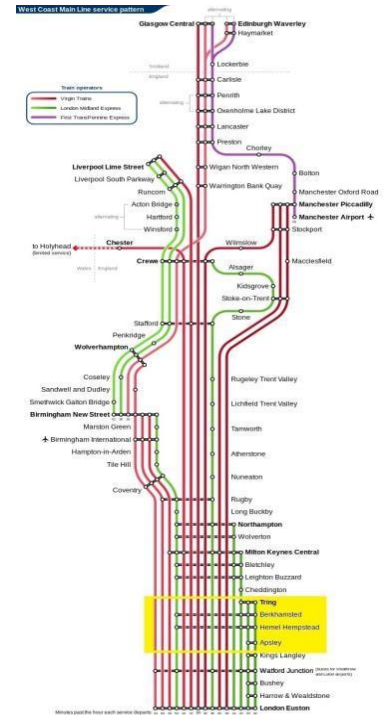 West Coast Main Line service pattern
alternating
Glasgow Central
Edinburgh Waverley
Haymarket
Lockerbie
Scotland
England
Carlisle
Train operators
Virgin Trains
London Midland Express
First TransPennine Express
alternating
Penrith
Oxenholme Lake District
Lancaster
Preston
Chorley
Liverpool Lime Street
Wigan North Western
Liverpool South Parkway
Bolton
Runcorn
Warrington Bank Quay
Manchester Oxford Road
Acton Bridge
Manchester Piccadilly
alternating
Hartford
Manchester Airport
Winsford
Stockport
to Holyhead
(limited service)
Chester
Wilmslow
Wales
England
Crewe
Macclesfield
Alsager
Kidsgrove
Stoke-on-Trent
Stone
Stafford
Penkridge
Wolverhampton
Coseley
Rugeley Trent Valley
Sandwell and Dudley
Smethwick Galton Bridge
Lichfield Trent Valley
Birmingham New Street
Marston Green
Tamworth
Birmingham International
Hampton-in-Arden
Atherstone
Tile Hill
Nuneaton
Coventry
Rugby
Long Buckby
Northampton
Wolverton
Milton Keynes Central
Bletchley
Leighton Buzzard
Cheddington
Tring
Berkhamsted
Hemel Hempstead
Apsley
Kings Langley
Watford Junction
Bushey
Harrow & Wealdstone
London Euston
Minutes past the hour each service departs